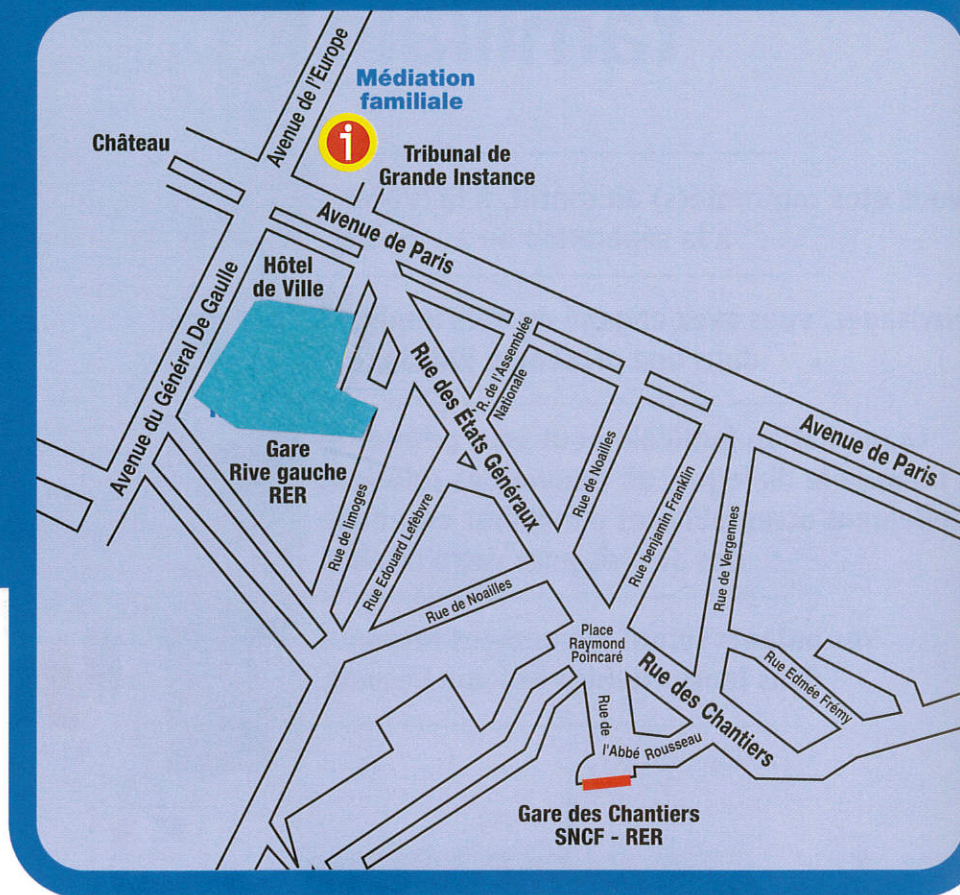 Avenue de l'Europe
Médiation
familiale
i
Château
Tribunal de
Grande Instance
Avenue de Paris
Hôtel
de Ville
Avenue du Général De Gaulle
R. de l'Assemblée
Nationale
Rue des États Généraux
Avenue de Paris
Gare
Rive gauche
RER
Rue de limoges
Rue Edouard Lefèbvre
Rue de Noailles
Rue benjamin Franklin
Rue de Vergennes
Rue de Noailles
Place
Raymond
Poincaré
Rue des Chantiers
Rue Edmée Frémy
Rue de
l'Abbé Rousseau
Gare des Chantiers
SNCF - RER